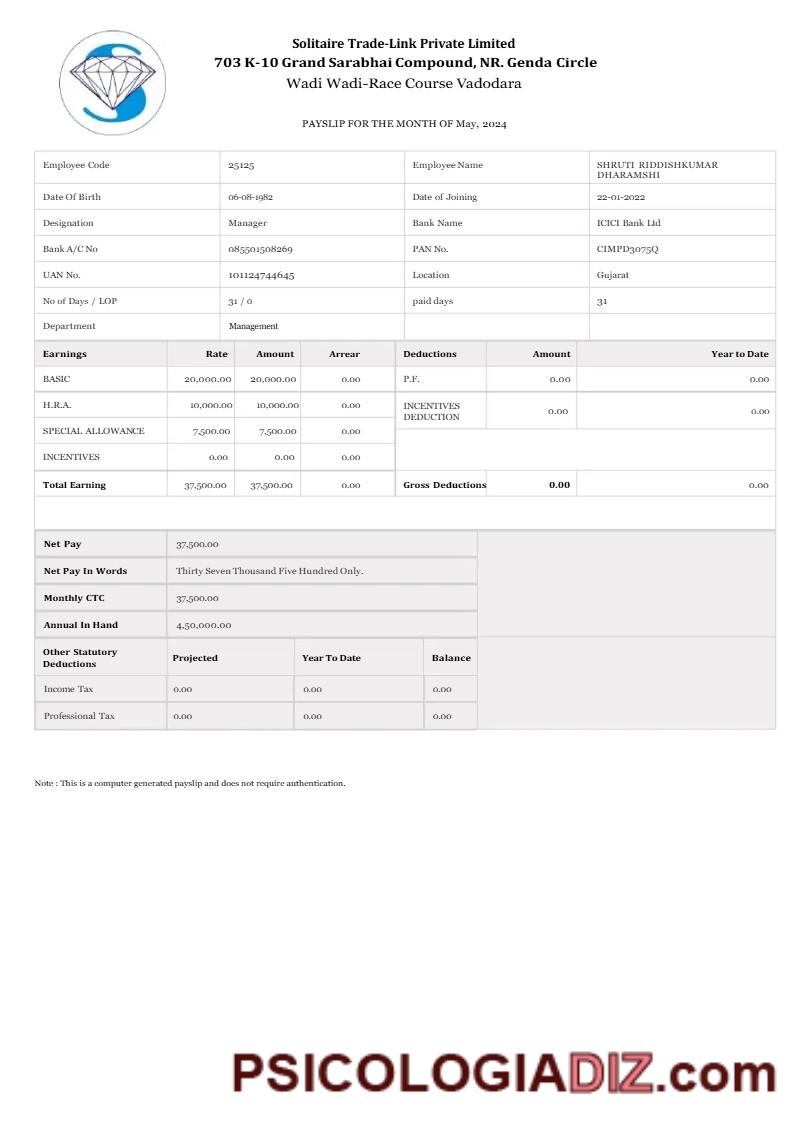 Solitaire Trade-Link Private Limited
703 K-10 Grand Sarabhai Compound, NR. Genda Circle
Wadi Wadi-Race Course Vadodara
PAYSLIP FOR THE MONTH OF May, 2024
Employee Code 25125 Employee Name SHRUTI RIDDISHKUMAR
DHARAMSHI
Date Of Birth 06-08-1982 Date of Joining 22-01-2022
Designation Manager Bank Name ICICI Bank Ltd
Bank A/C No 085501508269 PAN No. CIMPD3075Q
UAN No. 101124744645 Location Gujarat
No of Days / LOP 31 / 0 paid days 31
Department Management
Earnings Rate Amount Arrear Deductions Amount Year to Date
BASIC 20,000.00 20,000.00 0.00 P.F. 0.00 0.00
H.R.A. 10,000.00 10,000.00 0.00 INCENTIVES DEDUCTION 0.00 0.00
SPECIAL ALLOWANCE 7,500.00 7,500.00 0.00
INCENTIVES 0.00 0.00 0.00
Total Earning 37,500.00 37,500.00 0.00 Gross Deductions 0.00 0.00
Net Pay 37,500.00
Net Pay In Words Thirty Seven Thousand Five Hundred Only.
Monthly CTC 37,500.00
Annual In Hand 4,50,000.00
Other Statutory Deductions Projected Year To Date Balance
Income Tax 0.00 0.00 0.00
Professional Tax 0.00 0.00 0.00
Note : This is a computer generated payslip and does not require authentication.
PSICOLOGIADIZ.com